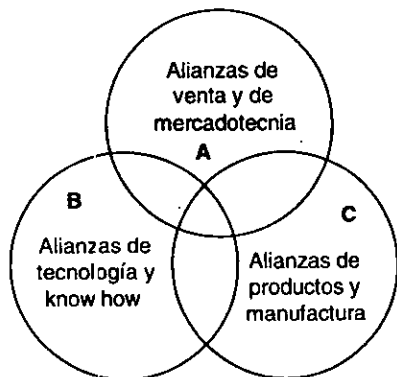 Alianzas de
venta y de
mercadotecnia
A
B
Alianzas de
tecnología y
know how
C
Alianzas de
productos y
manufactura